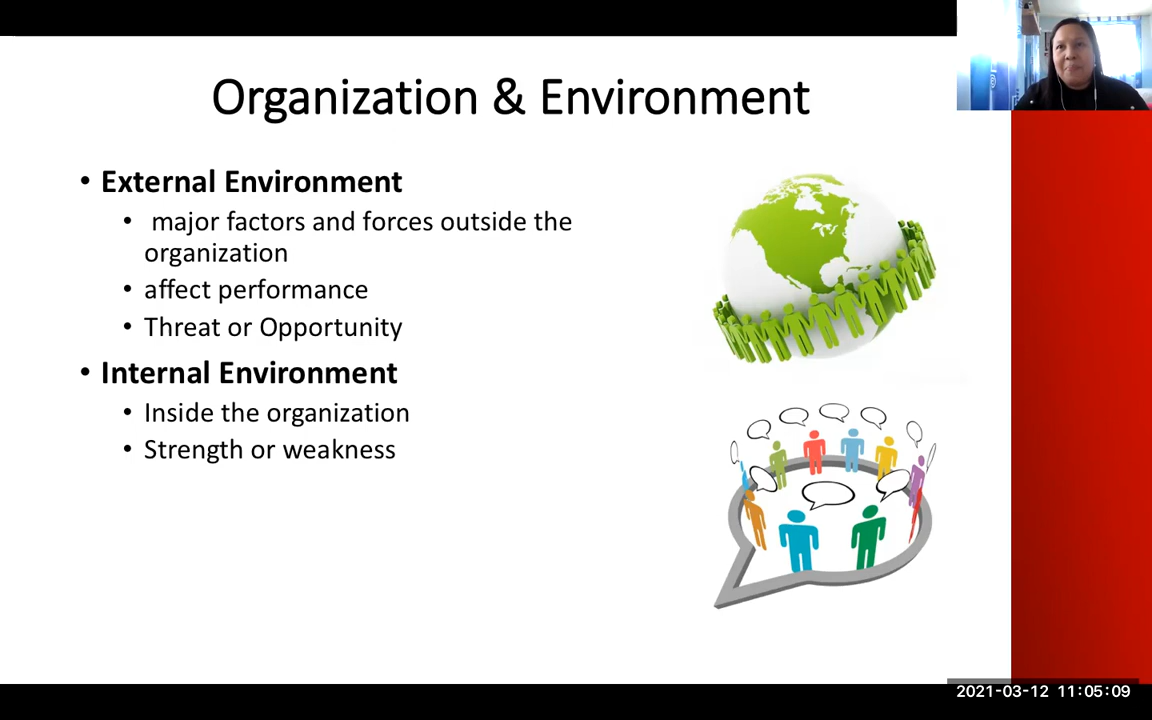 Organization & Environment
• External Environment
• major factors and forces outside the
organization
• affect performance
• Threat or Opportunity
• Internal Environment
• Inside the organization
• Strength or weakness
2021-03-12 11:05:09